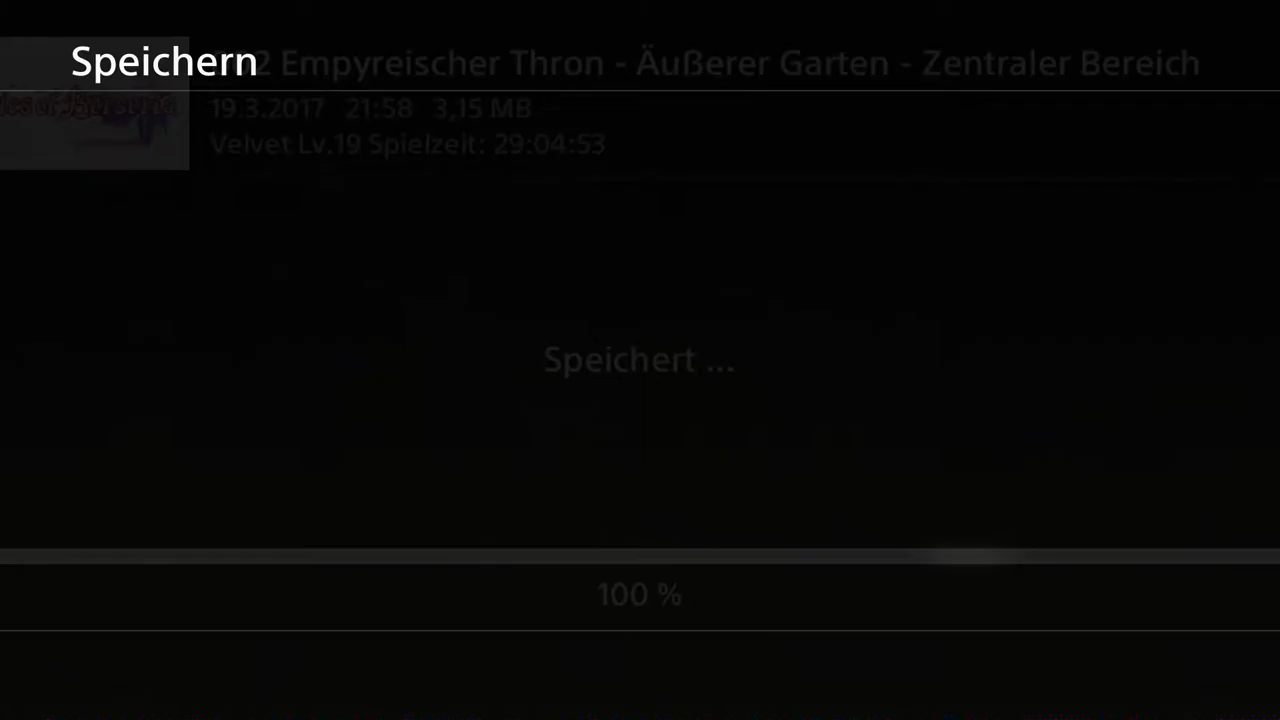 Speichern
2 Empyreischer Thron - Äußerer Garten - Zentraler Bereich
19.3.2017 21:58 3,15 MB
Velvet Lv.19 Spielzeit: 29:04:53
Speichert ...
100 %